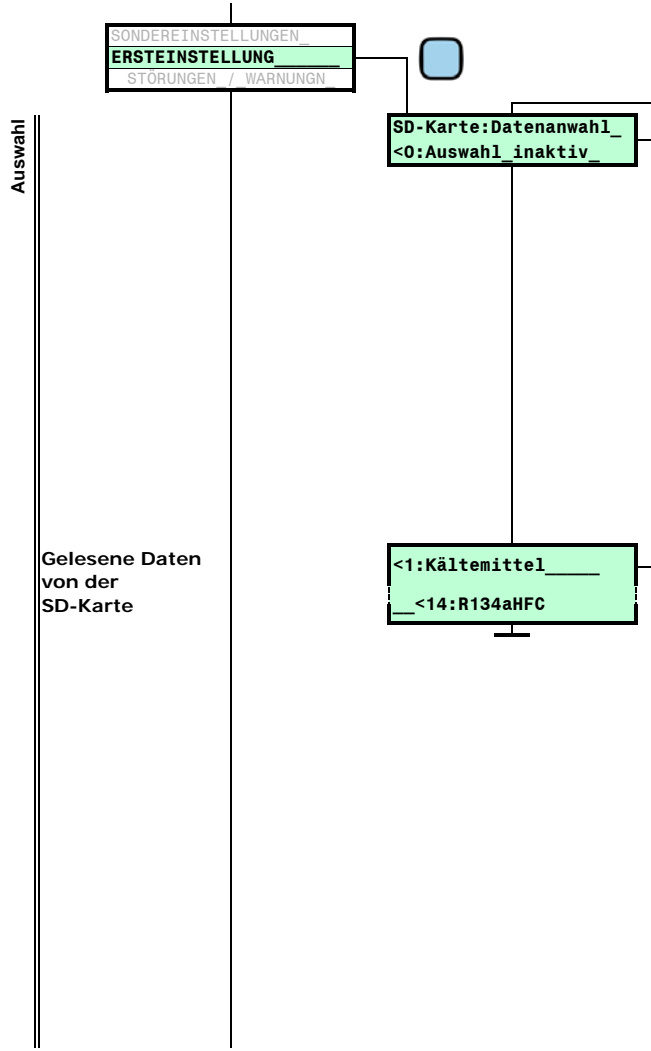 SONDEREINSTELLUNGEN_
ERSTEINSTELLUNG______
STÖRUNGEN_/_WARNUNGN_
Auswahl
SD-Karte:Datenanwahl_
<0:Auswahl_inaktiv_
Gelesene Daten
von der
SD-Karte
<1:Kältemittel_____
__<14:R134aHFC